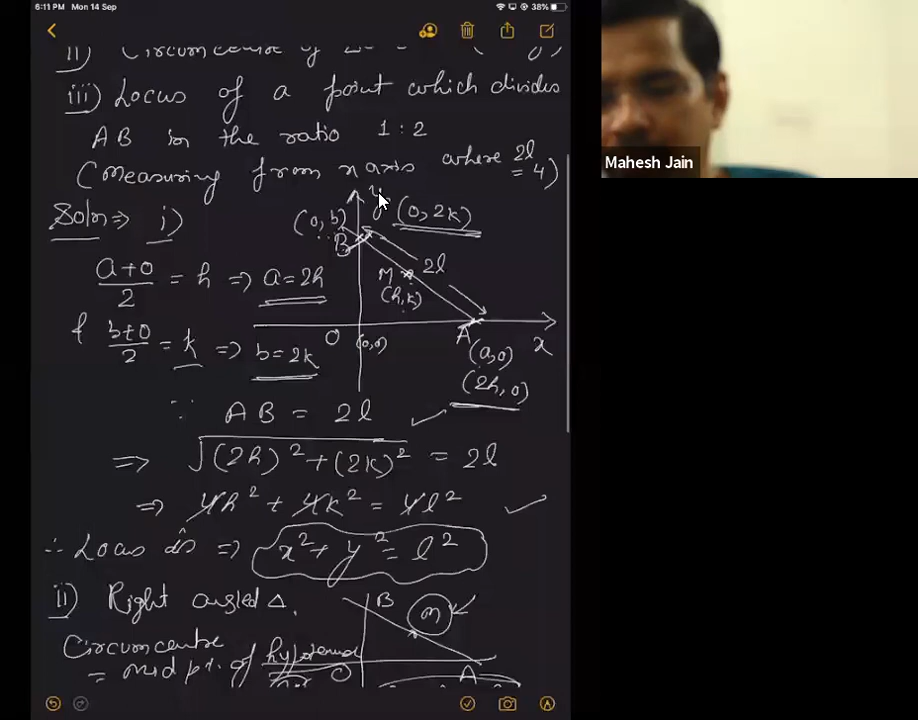 6:11 PM Mon 14 Sep
38%
ii) Circumcentre of
iii) Locus of a point which divides
AB in the ratio 1 : 2
(Measuring from x axis where 2l = 4)
Soln ⇒ i)
y
(0, b)
(0, 2k)
B
2l
M
(h, k)
O
(0,0)
A
(a,0)
(2h, 0)
x
a+0/2 = h ⇒ a = 2h
f b+0/2 = k ⇒ b = 2k
∵ AB = 2l
⇒ √(2h)² + (2k)² = 2l
⇒ 4h² + 4k² = 4l²
∴ Locus is ⇒ x² + y² = l²
ii) Right angled Δ.
B
m
O
A
Circumcentre
= mid pt. of hypotenuse
Mahesh Jain